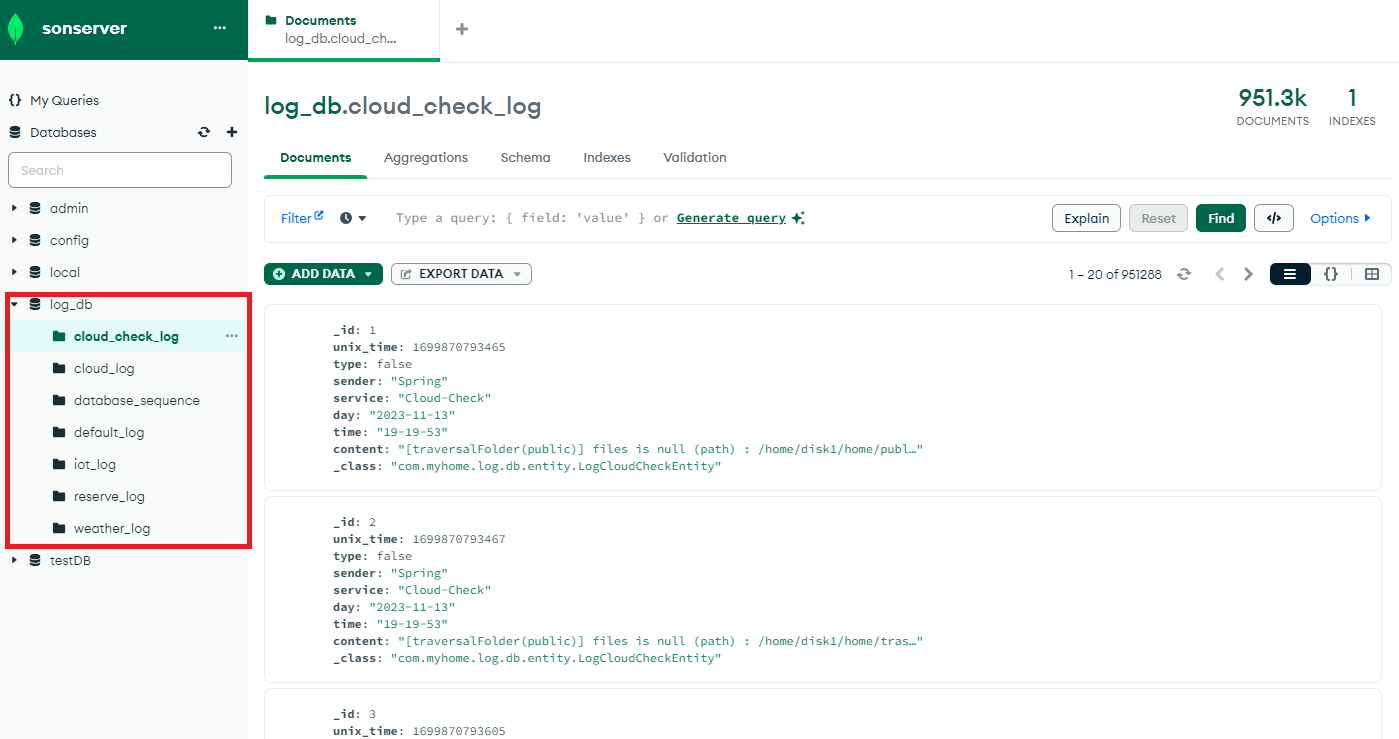 sonserver
Documents
log_db.cloud_ch...
My Queries
Databases
Search
admin
config
local
log_db
cloud_check_log
cloud_log
database_sequence
default_log
iot_log
reserve_log
weather_log
testDB
log_db.cloud_check_log
951.3k
DOCUMENTS
1
INDEXES
Documents Aggregations Schema Indexes Validation
Filter Type a query: { field: 'value' } or Generate query Explain Reset Find </> Options
ADD DATA EXPORT DATA 1 – 20 of 951288 {}
_id: 1
unix_time: 1699870793465
type: false
sender: "Spring"
service: "Cloud-Check"
day: "2023-11-13"
time: "19-19-53"
content: "[traversalFolder(public)] files is null (path) : /home/disk1/home/publ…"
_class: "com.myhome.log.db.entity.LogCloudCheckEntity"
_id: 2
unix_time: 1699870793467
type: false
sender: "Spring"
service: "Cloud-Check"
day: "2023-11-13"
time: "19-19-53"
content: "[traversalFolder(public)] files is null (path) : /home/disk1/home/tras…"
_class: "com.myhome.log.db.entity.LogCloudCheckEntity"
_id: 3
unix_time: 1699870793605